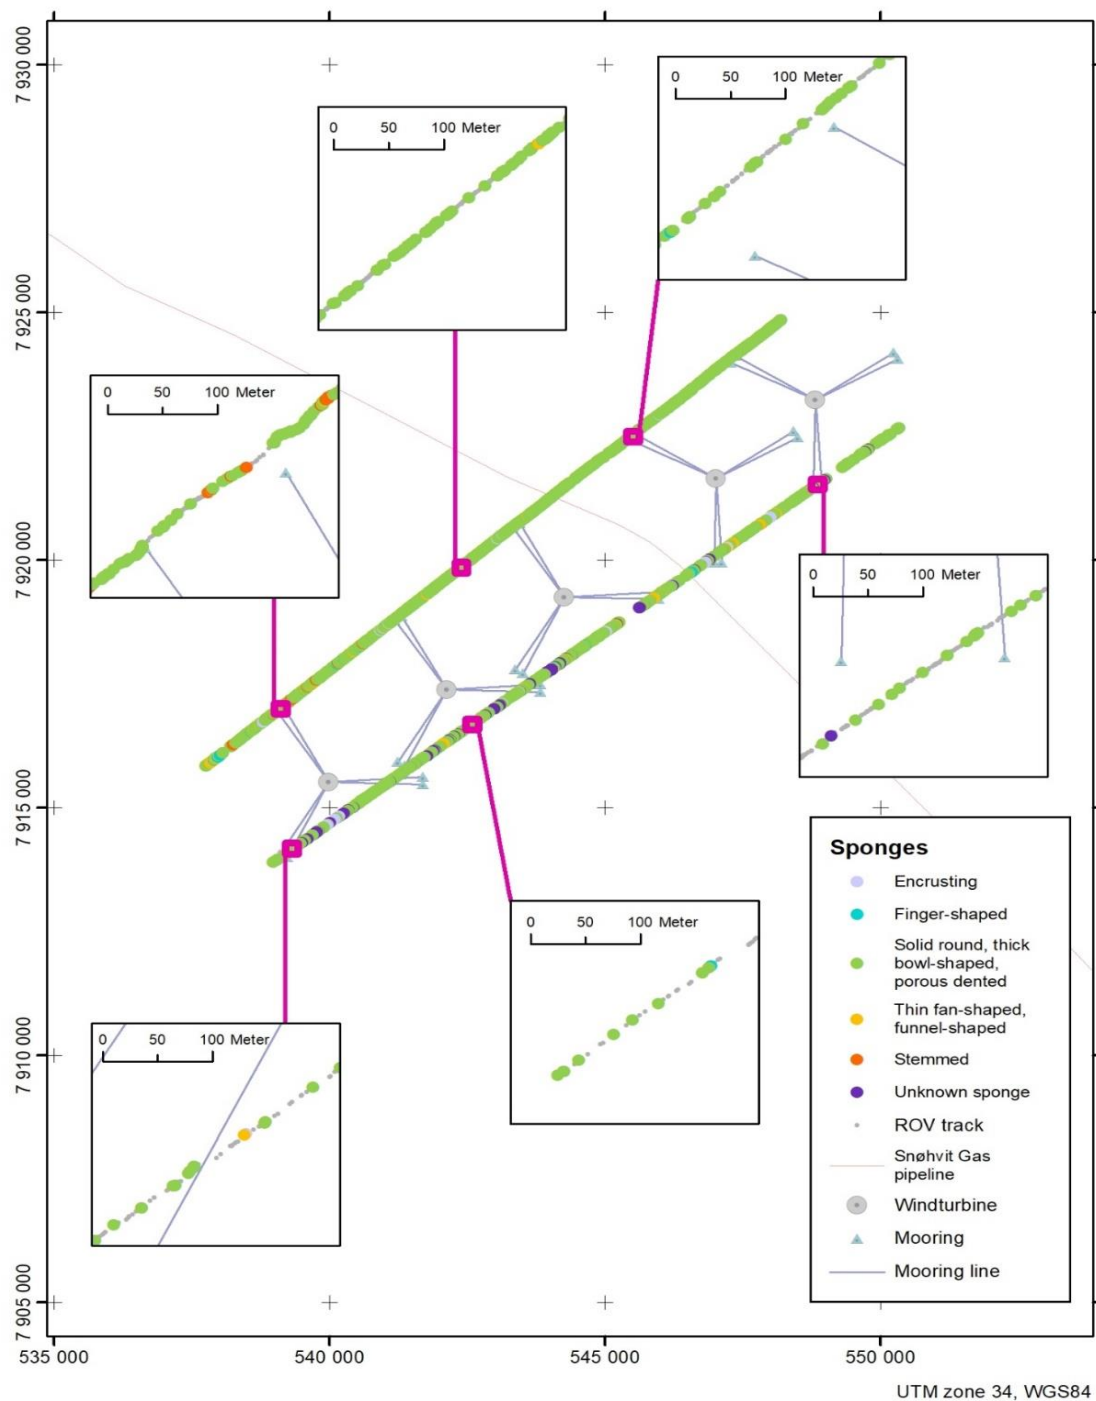 7 930 000
7 925 000
7 920 000
7 915 000
7 910 000
7 905 000
0 50 100 Meter
0 50 100 Meter
0 50 100 Meter
0 50 100 Meter
0 50 100 Meter
0 50 100 Meter
Sponges
Encrusting
Finger-shaped
Solid round, thick
bowl-shaped,
porous dented
Thin fan-shaped,
funnel-shaped
Stemmed
Unknown sponge
ROV track
Snøhvit Gas
pipeline
Windturbine
Mooring
Mooring line
535 000 540 000 545 000 550 000
UTM zone 34, WGS84